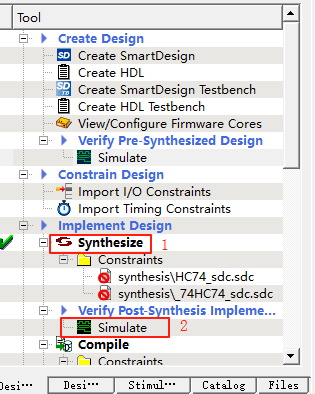 Tool
Create Design
SD Create SmartDesign
Create HDL
SD Create SmartDesign Testbench
Create HDL Testbench
View/Configure Firmware Cores
Verify Pre-Synthesized Design
Simulate
Constrain Design
Import I/O Constraints
Import Timing Constraints
Implement Design
Synthesize 1
Constraints
synthesis\HC74_sdc.sdc
synthesis\_74HC74_sdc.sdc
Verify Post-Synthesis Impleme...
Simulate 2
Compile
Constraints
Desi··· Desi··· Stimul··· Catalog Files